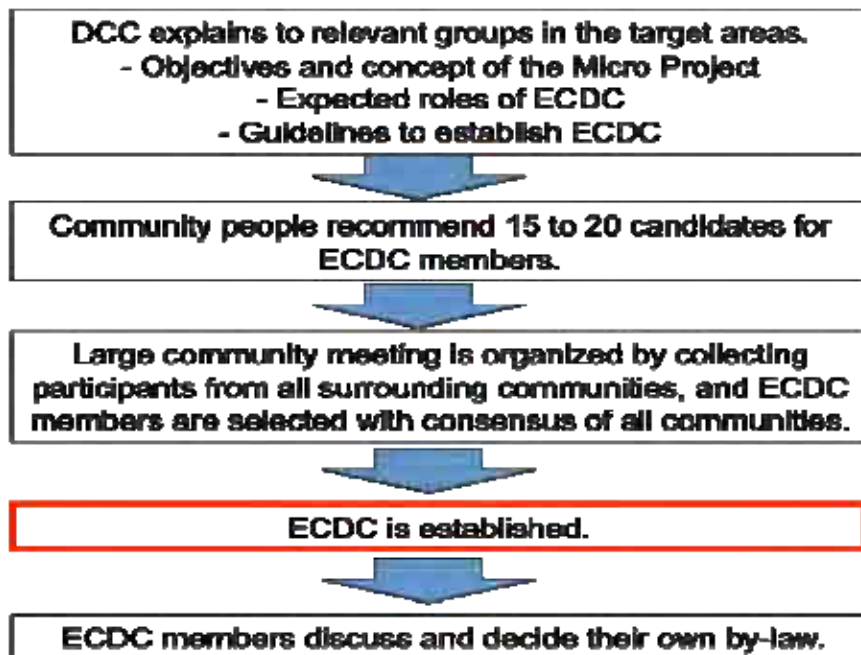 DCC explains to relevant groups in the target areas.
- Objectives and concept of the Micro Project
- Expected roles of ECDC
- Guidelines to establish ECDC
Community people recommend 15 to 20 candidates for
ECDC members.
Large community meeting is organized by collecting
participants from all surrounding communities, and ECDC
members are selected with consensus of all communities.
ECDC is established.
ECDC members discuss and decide their own by-law.